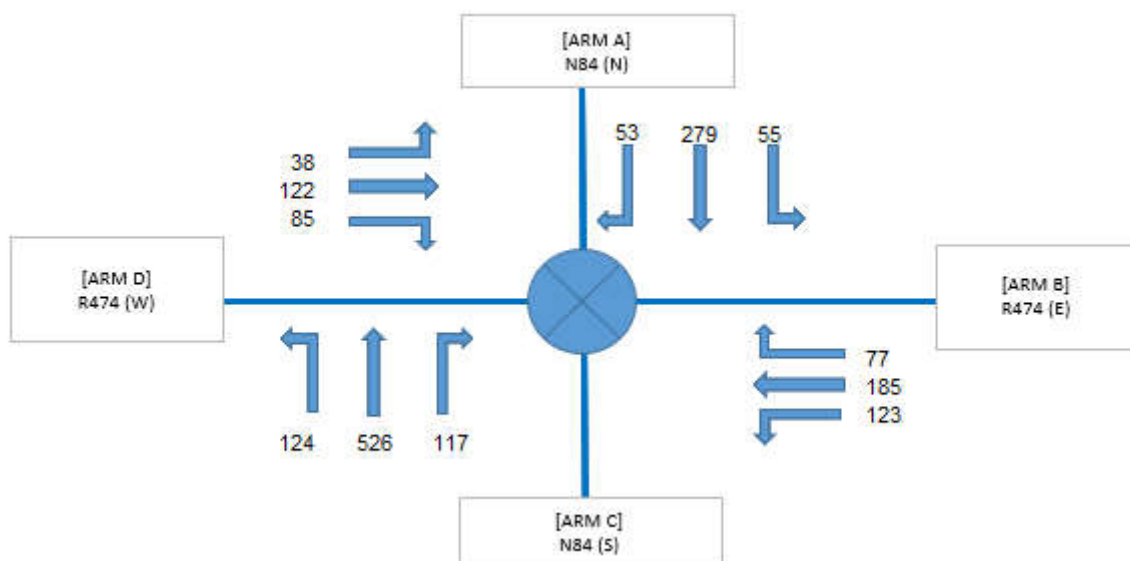 [ARM A]
N84 (N)
53 279 55
38
122
85
[ARM D]
R474 (W)
[ARM B]
R474 (E)
77
185
123
124 526 117
[ARM C]
N84 (S)